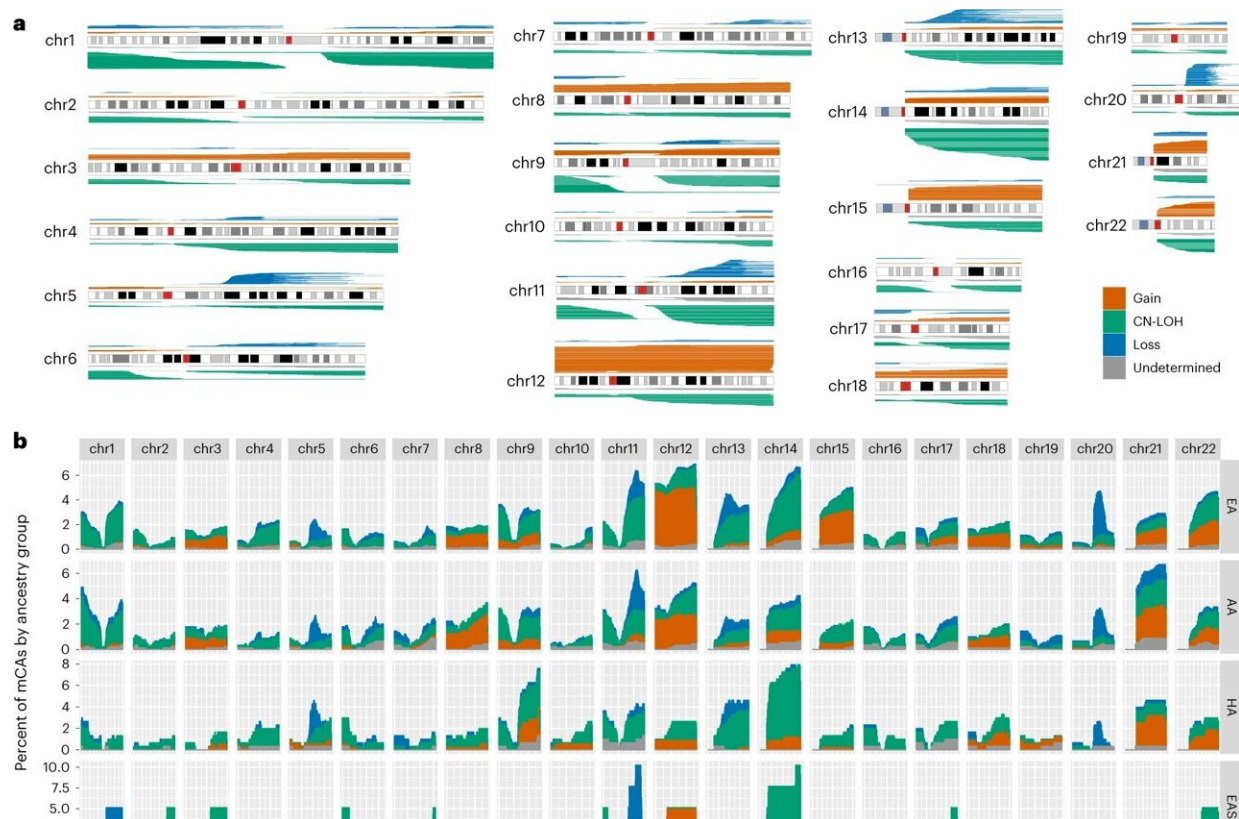 a
chr1
chr2
chr3
chr4
chr5
chr6
chr7
chr8
chr9
chr10
chr11
chr12
chr13
chr14
chr15
chr16
chr17
chr18
chr19
chr20
chr21
chr22
Gain
CN-LOH
Loss
Undetermined
b
chr1 chr2 chr3 chr4 chr5 chr6 chr7 chr8 chr9 chr10 chr11 chr12 chr13 chr14 chr15 chr16 chr17 chr18 chr19 chr20 chr21 chr22
Percent of mCAs by ancestry group
6
4
2
0
EA
6
4
2
0
AA
8
6
4
2
0
HA
10.0
7.5
5.0
EAS